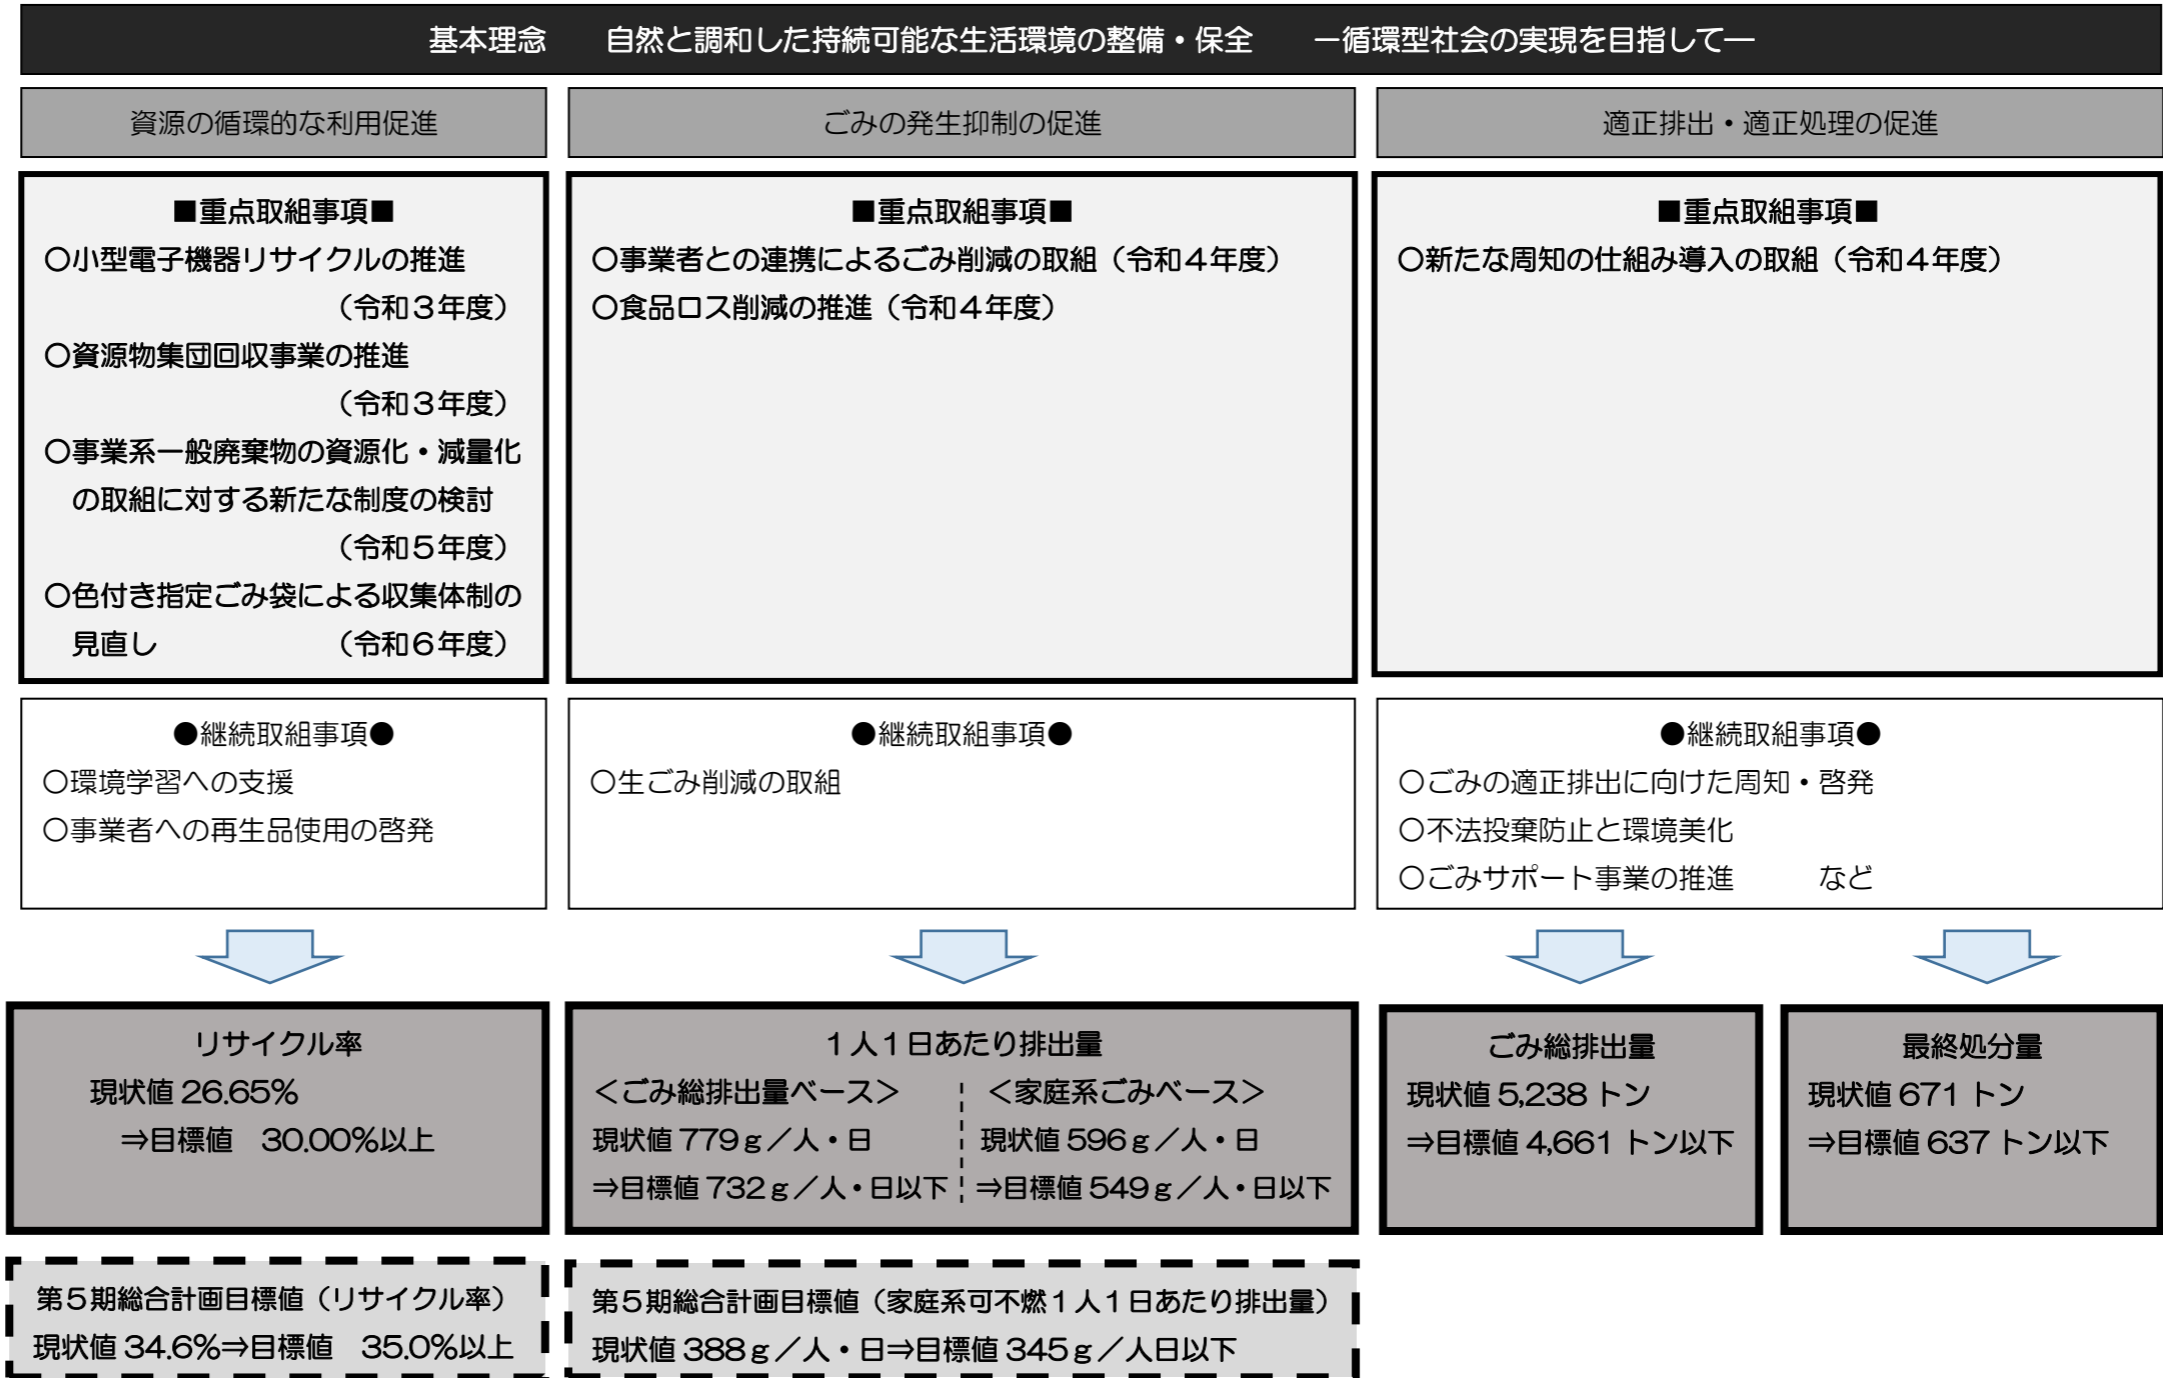 基本理念　　自然と調和した持続可能な生活環境の整備・保全　　―循環型社会の実現を目指して―
資源の循環的な利用促進
■重点取組事項■
〇小型電子機器リサイクルの推進
（令和３年度）
〇資源物集団回収事業の推進
（令和３年度）
〇事業系一般廃棄物の資源化・減量化
の取組に対する新たな制度の検討
（令和５年度）
〇色付き指定ごみ袋による収集体制の
見直し　　　　　　（令和６年度）
●継続取組事項●
〇環境学習への支援
〇事業者への再生品使用の啓発
リサイクル率
現状値 26.65%
⇒目標値　30.00%以上
第５期総合計画目標値（リサイクル率）
現状値 34.6%⇒目標値　35.0%以上
ごみの発生抑制の促進
■重点取組事項■
〇事業者との連携によるごみ削減の取組（令和４年度）
〇食品ロス削減の推進（令和４年度）
●継続取組事項●
〇生ごみ削減の取組
１人１日あたり排出量
＜ごみ総排出量ベース＞
現状値 779ｇ／人・日
⇒目標値 732ｇ／人・日以下
＜家庭系ごみベース＞
現状値 596ｇ／人・日
⇒目標値 549ｇ／人・日以下
第５期総合計画目標値（家庭系可不燃１人１日あたり排出量）
現状値 388ｇ／人・日⇒目標値 345ｇ／人日以下
適正排出・適正処理の促進
■重点取組事項■
〇新たな周知の仕組み導入の取組（令和４年度）
●継続取組事項●
〇ごみの適正排出に向けた周知・啓発
〇不法投棄防止と環境美化
〇ごみサポート事業の推進　　　など
ごみ総排出量
現状値 5,238 トン
⇒目標値 4,661 トン以下
最終処分量
現状値 671 トン
⇒目標値 637 トン以下